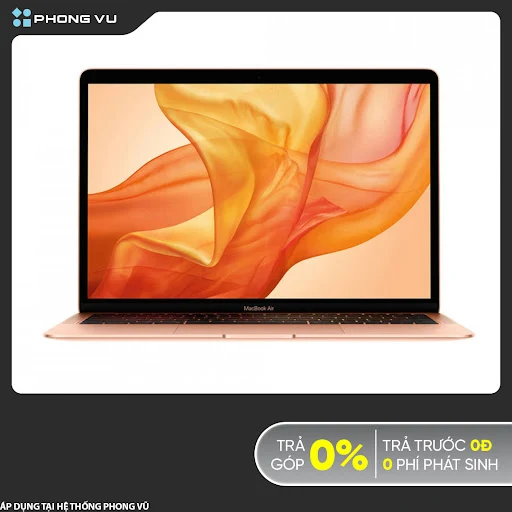 PHONG VU
MacBook Air
TRẢ GÓP 0%
TRẢ TRƯỚC 0Đ
0 PHÍ PHÁT SINH
ÁP DỤNG TẠI HỆ THỐNG PHONG VŨ